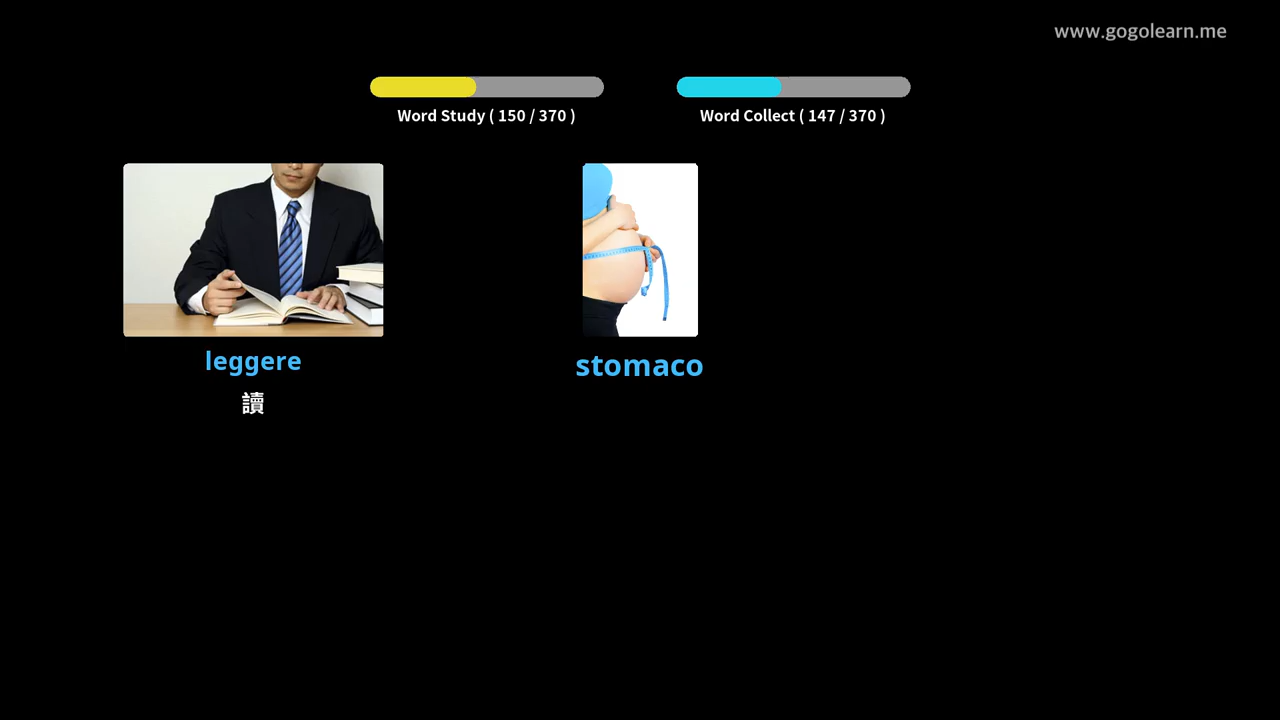 www.gogolearn.me
Word Study ( 150 / 370 )
Word Collect ( 147 / 370 )
leggere
讀
stomaco